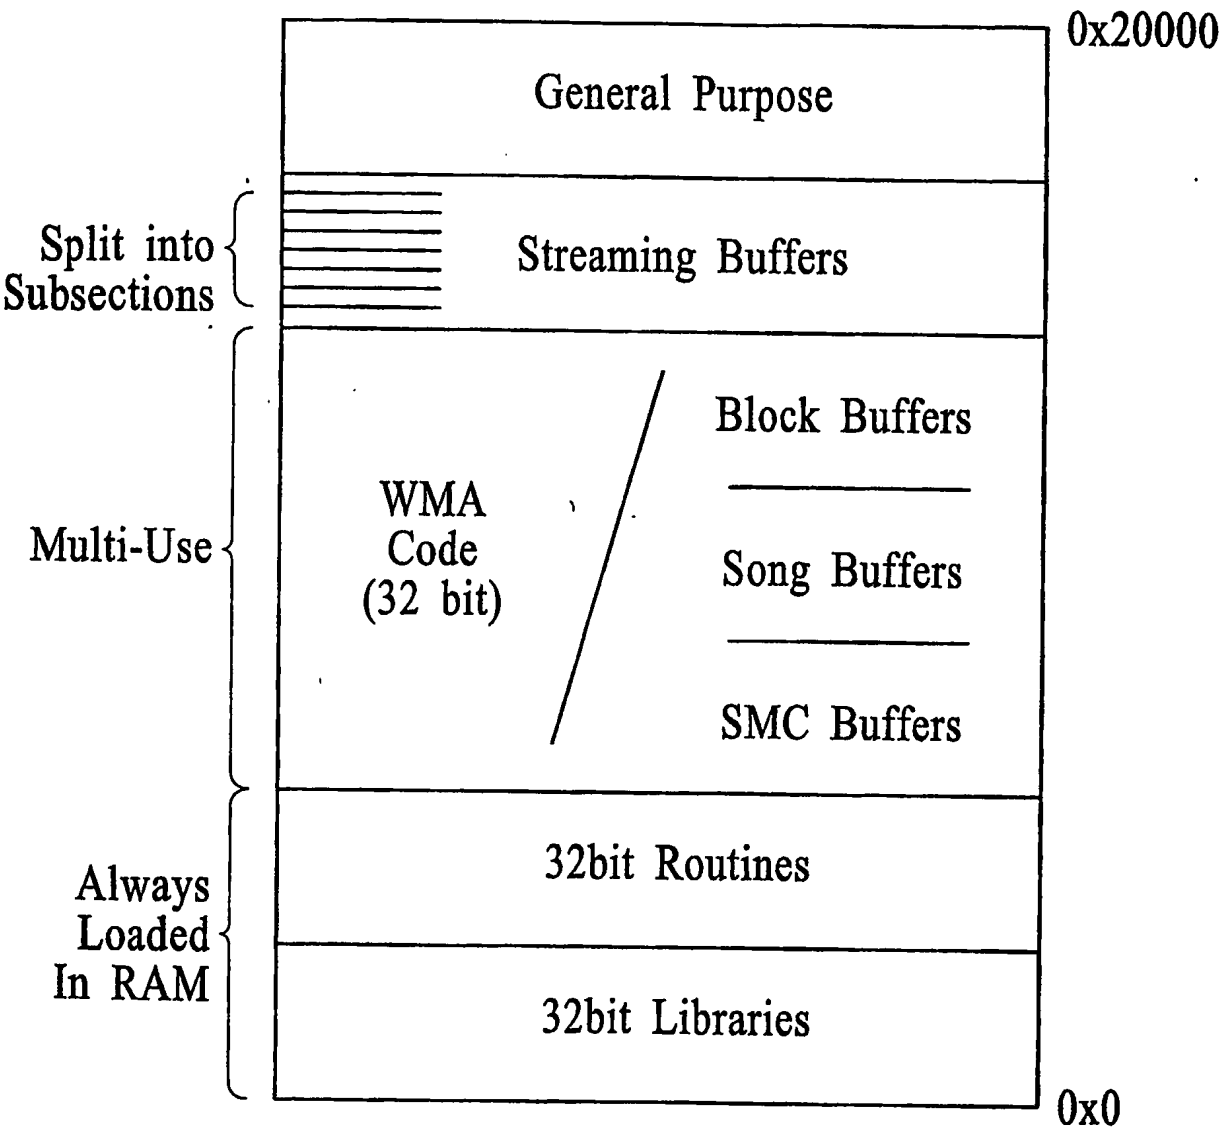 0x20000
General Purpose
Split into
Subsections
Streaming Buffers
Multi-Use
WMA
Code
(32 bit)
Block Buffers
Song Buffers
SMC Buffers
Always
Loaded
In RAM
32bit Routines
32bit Libraries
0x0